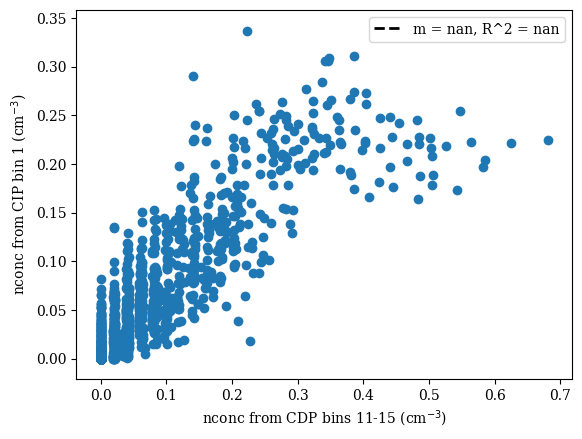 0.35
0.30
0.25
0.20
0.15
0.10
0.05
0.00
nconc from CIP bin 1 (cm⁻³)
m = nan, R^2 = nan
0.0 0.1 0.2 0.3 0.4 0.5 0.6 0.7
nconc from CDP bins 11-15 (cm⁻³)